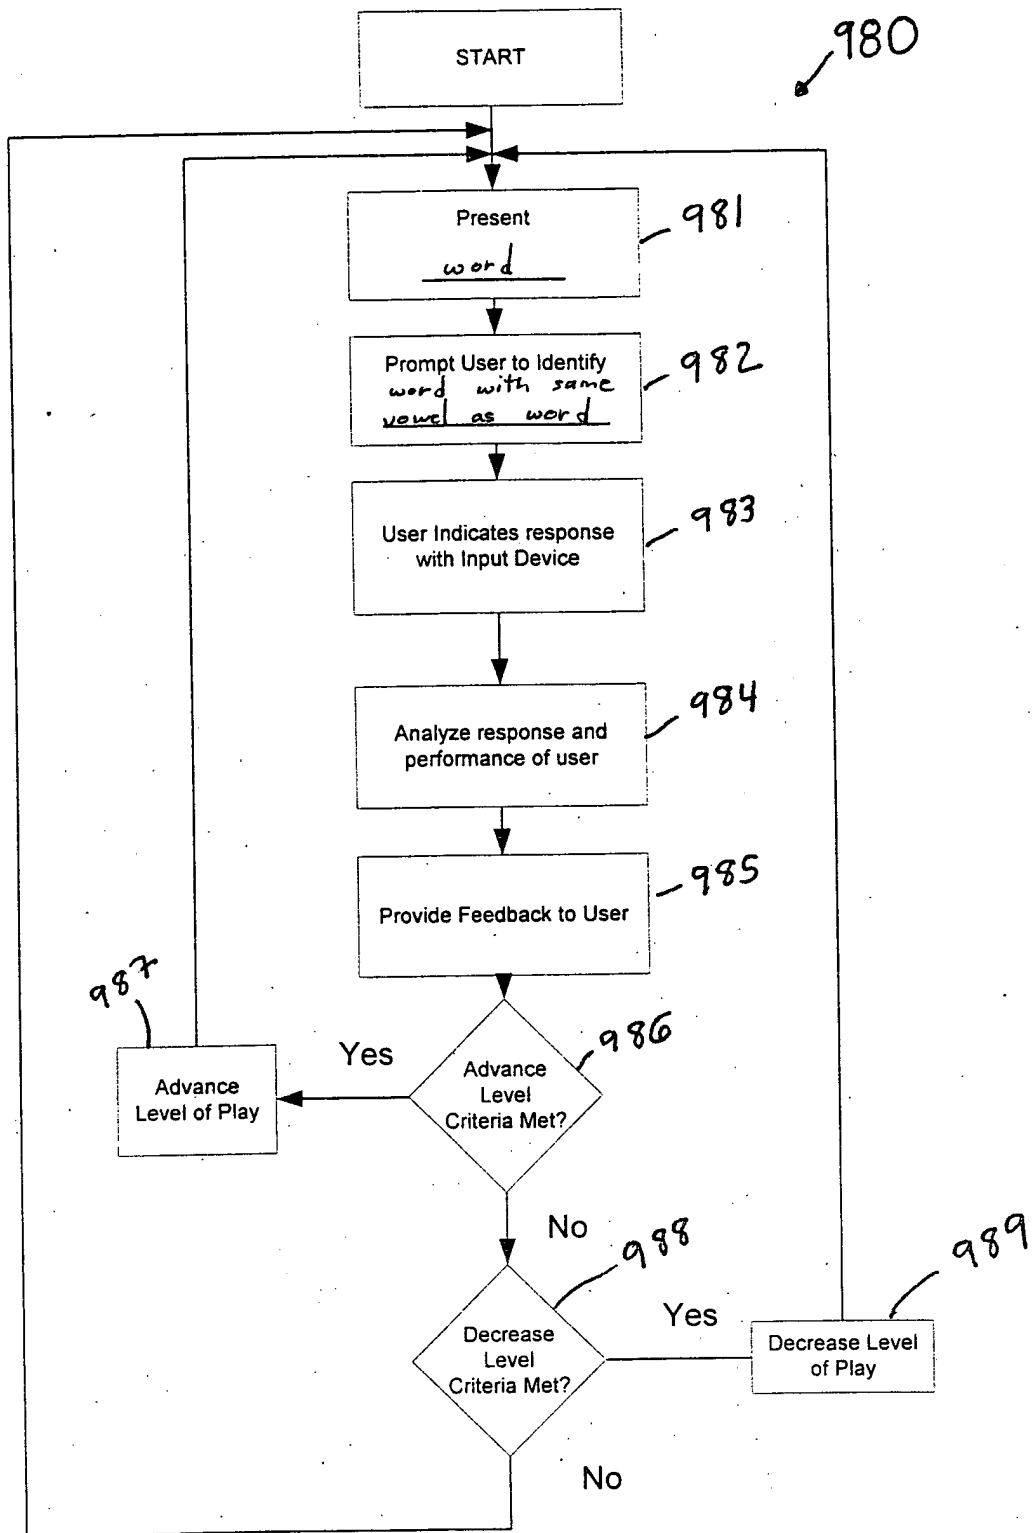 START
980
Present
word
981
Prompt User to Identify
word with same
vowel as word
982
User Indicates response
with Input Device
983
Analyze response and
performance of user
984
Provide Feedback to User
985
987
Advance
Level of Play
Yes
Advance
Level
Criteria Met?
986
No
988
Decrease
Level
Criteria Met?
Yes
989
Decrease Level
of Play
No